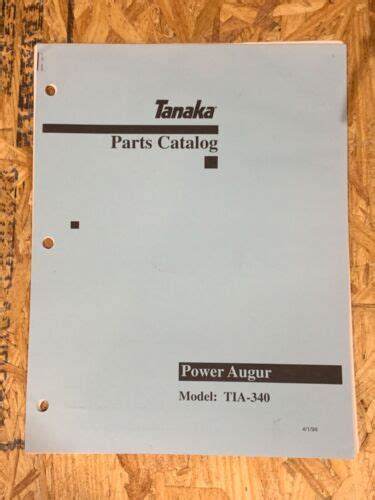 Tanaka
Parts Catalog
Power Augur
Model: TIA-340
4/1/94